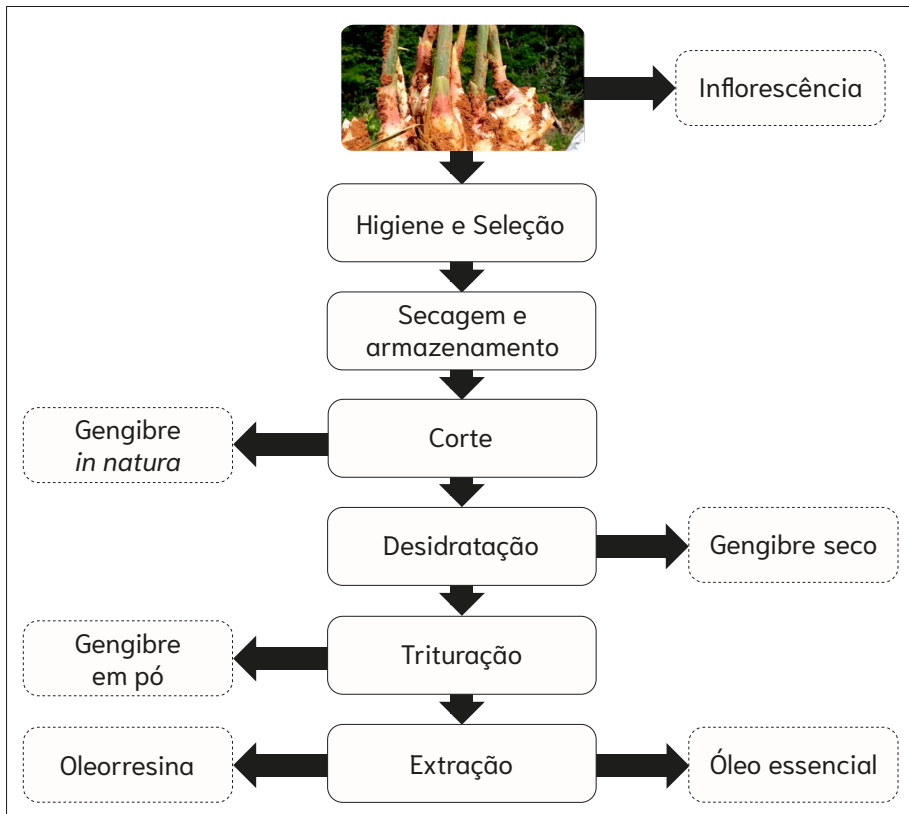 Inflorescência
Higiene e Seleção
Secagem e
armazenamento
Gengibre
in natura
Corte
Desidratação
Gengibre seco
Gengibre
em pó
Trituração
Oleorresina
Extração
Óleo essencial